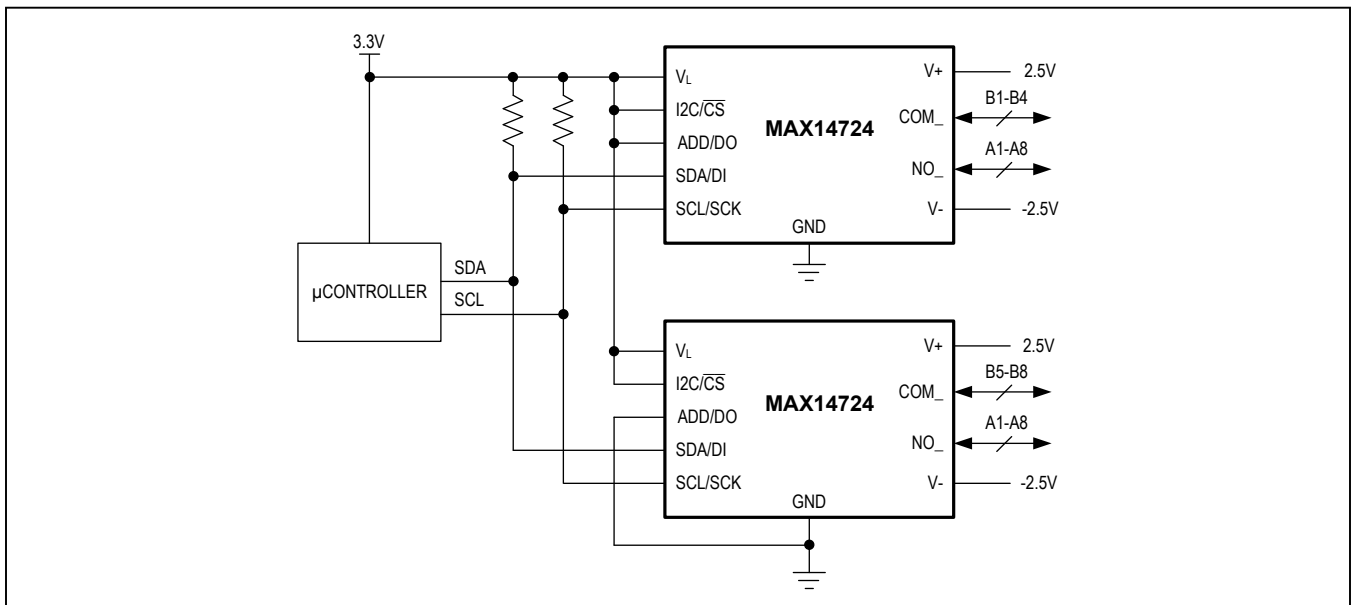 3.3V
µCONTROLLER
SDA
SCL
VL
I2C/CS
ADD/DO
SDA/DI
SCL/SCK
MAX14724
GND
V+
COM_
NO_
V-
2.5V
B1-B4
A1-A8
-2.5V
VL
I2C/CS
ADD/DO
SDA/DI
SCL/SCK
MAX14724
GND
V+
COM_
NO_
V-
2.5V
B5-B8
A1-A8
-2.5V